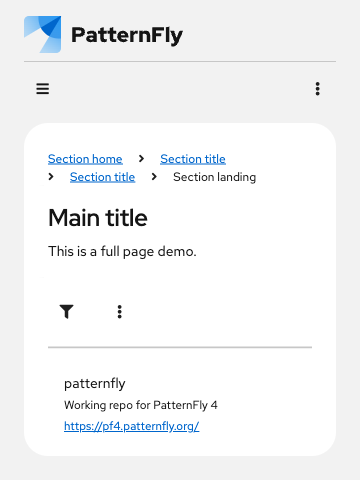 PatternFly
Section home > Section title
> Section title > Section landing
Main title
This is a full page demo.
patternfly
Working repo for PatternFly 4
https://pf4.patternfly.org/